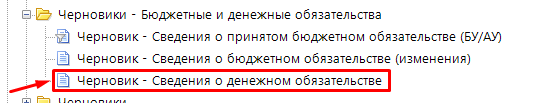 Черновики - Бюджетные и денежные обязательства
Черновик - Сведения о принятом бюджетном обязательстве (БУ/АУ)
Черновик - Сведения о бюджетном обязательстве (изменения)
Черновик - Сведения о денежном обязательстве
Черновики